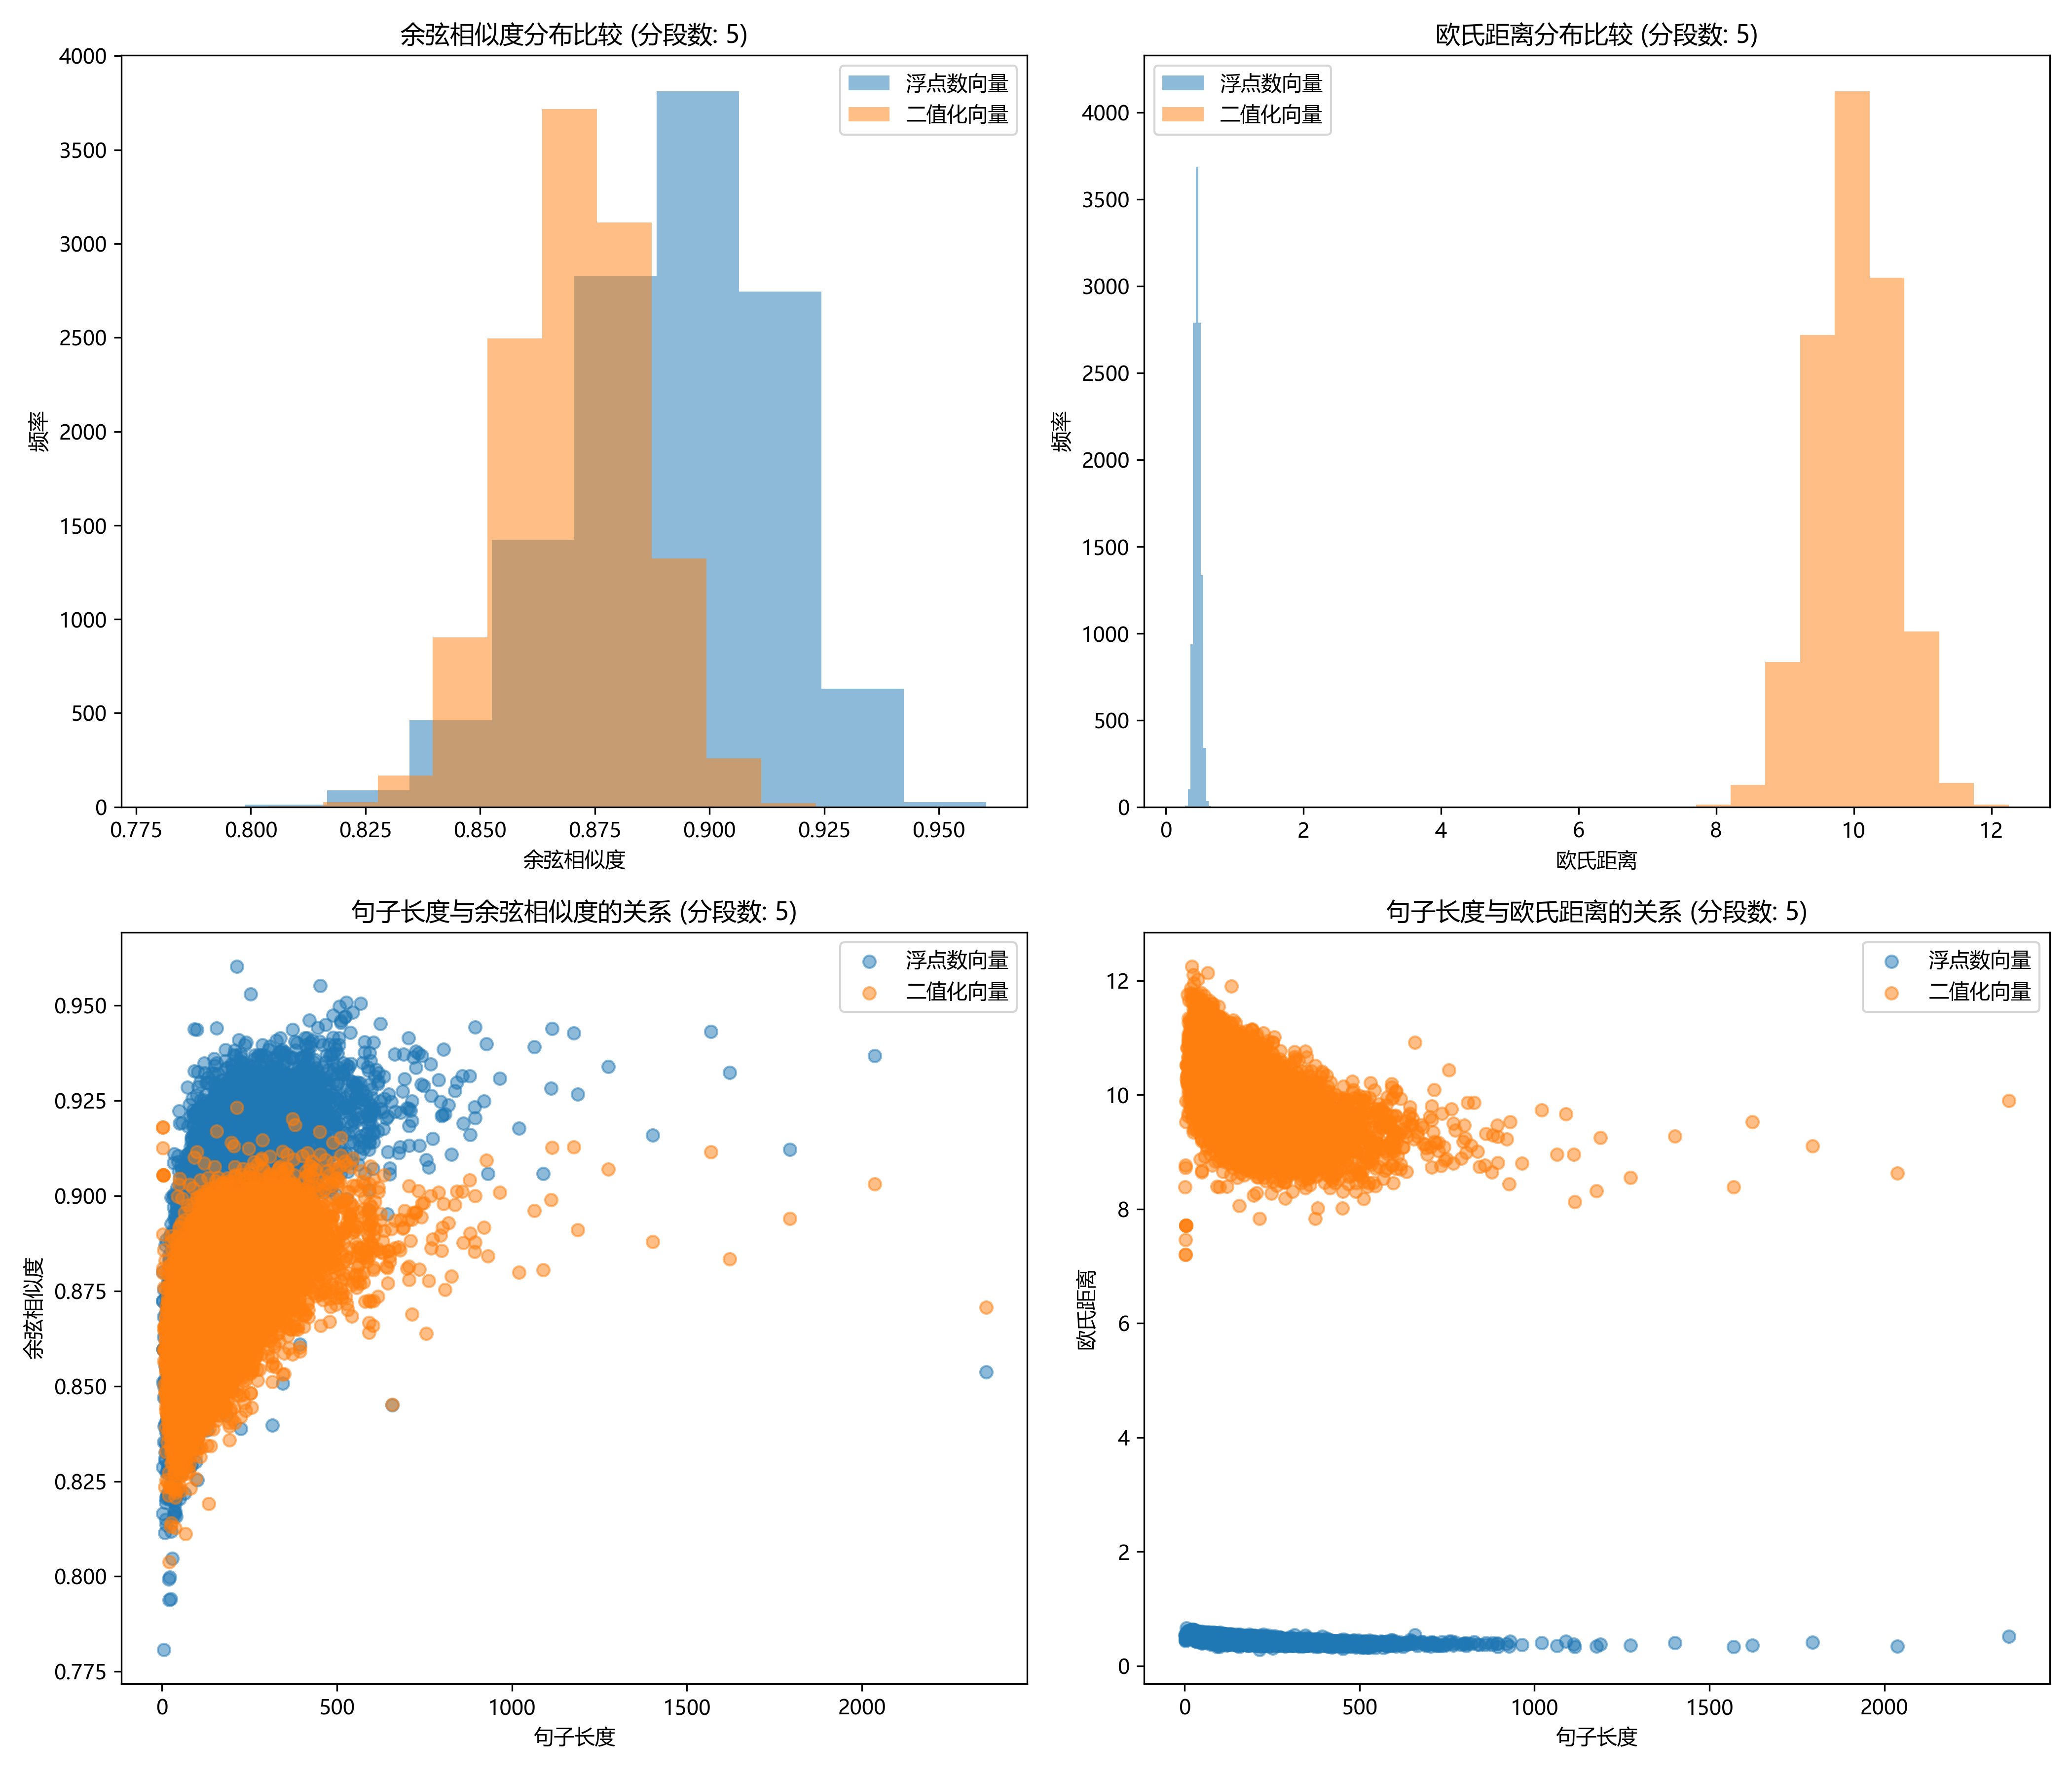 余弦相似度分布比较 (分段数: 5)
4000
3500
3000
2500
2000
1500
1000
500
0
频率
浮点数向量
二值化向量
0.775 0.800 0.825 0.850 0.875 0.900 0.925 0.950
余弦相似度
欧氏距离分布比较 (分段数: 5)
4000
3500
3000
2500
2000
1500
1000
500
0
频率
浮点数向量
二值化向量
0 2 4 6 8 10 12
欧氏距离
句子长度与余弦相似度的关系 (分段数: 5)
0.950
0.925
0.900
0.875
0.850
0.825
0.800
0.775
余弦相似度
浮点数向量
二值化向量
0 500 1000 1500 2000
句子长度
句子长度与欧氏距离的关系 (分段数: 5)
12
10
8
6
4
2
0
欧氏距离
浮点数向量
二值化向量
0 500 1000 1500 2000
句子长度